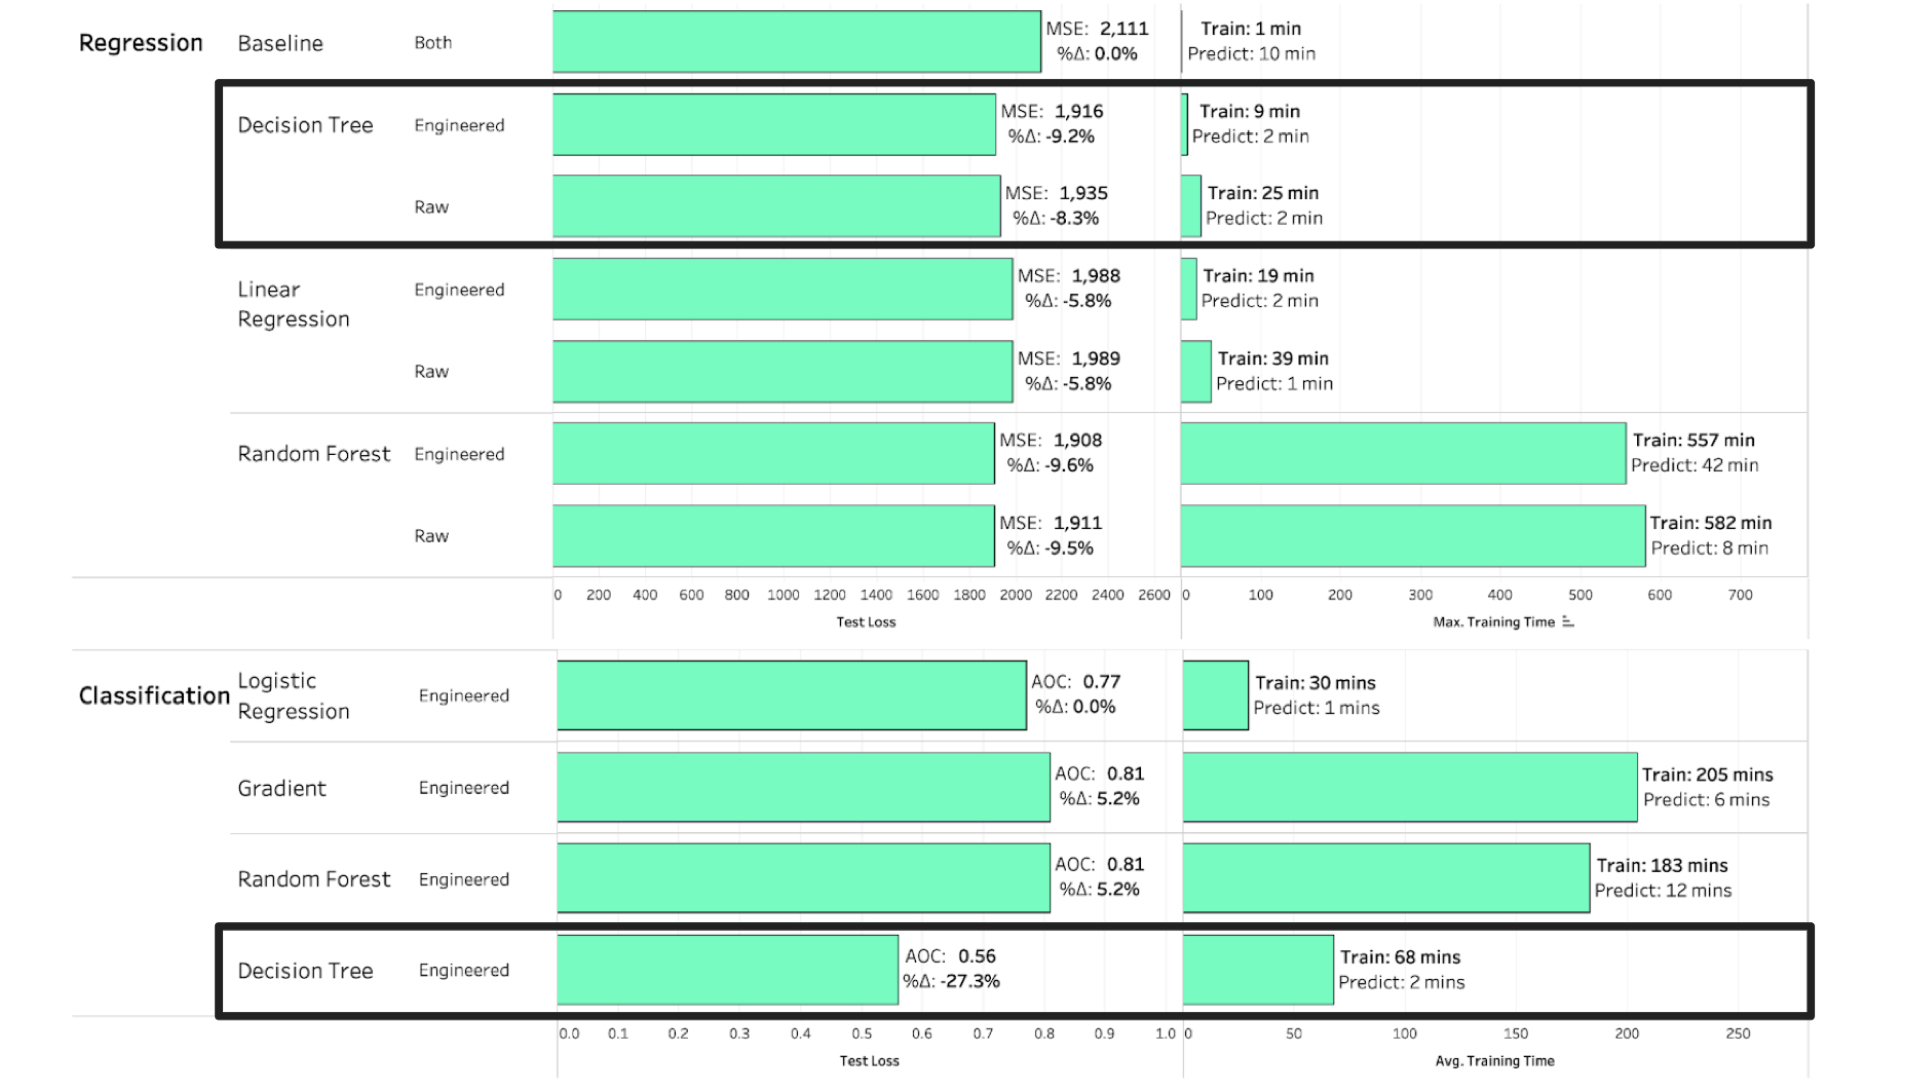 Regression Baseline Both MSE: 2,111 Train: 1 min
%Δ: 0.0% Predict: 10 min
Decision Tree Engineered MSE: 1,916 Train: 9 min
%Δ: -9.2% Predict: 2 min
Raw MSE: 1,935 Train: 25 min
%Δ: -8.3% Predict: 2 min
Linear Regression Engineered MSE: 1,988 Train: 19 min
%Δ: -5.8% Predict: 2 min
Raw MSE: 1,989 Train: 39 min
%Δ: -5.8% Predict: 1 min
Random Forest Engineered MSE: 1,908 Train: 557 min
%Δ: -9.6% Predict: 42 min
Raw MSE: 1,911 Train: 582 min
%Δ: -9.5% Predict: 8 min
0 200 400 600 800 1000 1200 1400 1600 1800 2000 2200 2400 2600 0 100 200 300 400 500 600 700
Test Loss Max. Training Time
Classification Logistic Regression Engineered AOC: 0.77 Train: 30 mins
%Δ: 0.0% Predict: 1 mins
Gradient Engineered AOC: 0.81 Train: 205 mins
%Δ: 5.2% Predict: 6 mins
Random Forest Engineered AOC: 0.81 Train: 183 mins
%Δ: 5.2% Predict: 12 mins
Decision Tree Engineered AOC: 0.56 Train: 68 mins
%Δ: -27.3% Predict: 2 mins
0.0 0.1 0.2 0.3 0.4 0.5 0.6 0.7 0.8 0.9 1.0 0 50 100 150 200 250
Test Loss Avg. Training Time